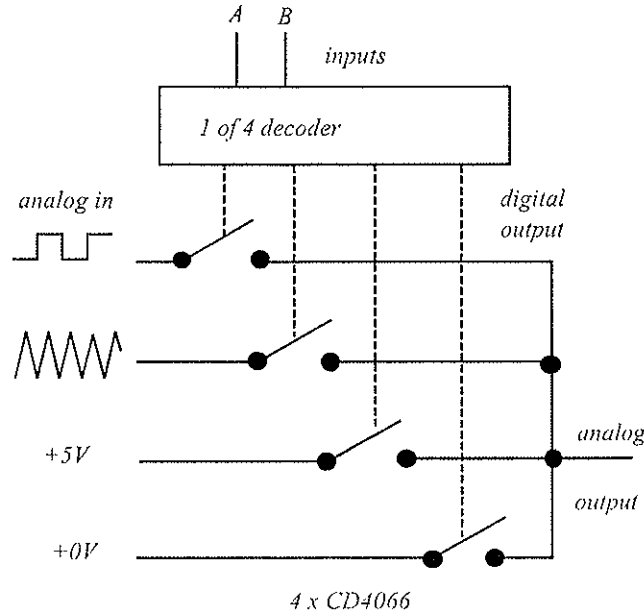 A B
inputs
1 of 4 decoder
analog in
digital
output
+5V
analog
output
+0V
4 x CD4066